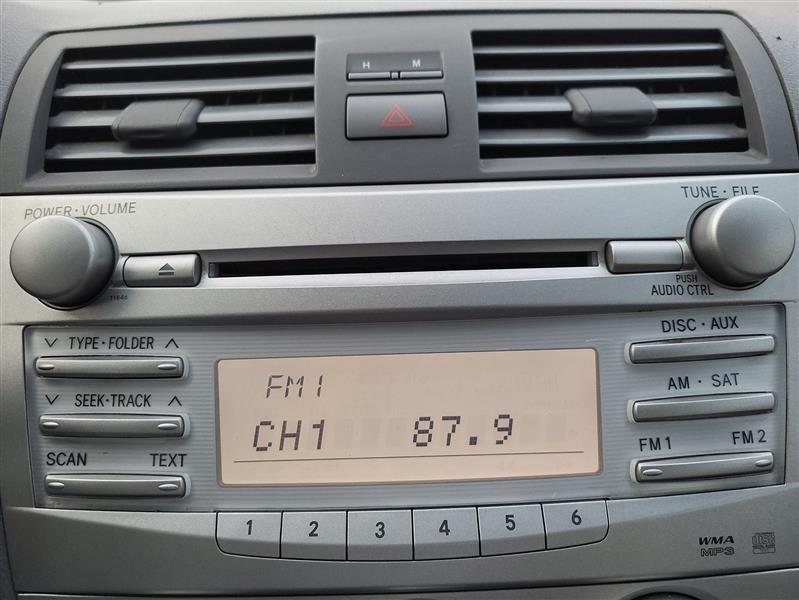 H M
POWER · VOLUME
TUNE · FILE
11846
PUSH
AUDIO CTRL
TYPE · FOLDER
DISC · AUX
SEEK · TRACK
AM · SAT
SCAN TEXT
FM1 FM2
FM1
CH1 87.9
1 2 3 4 5 6
WMA
MP3